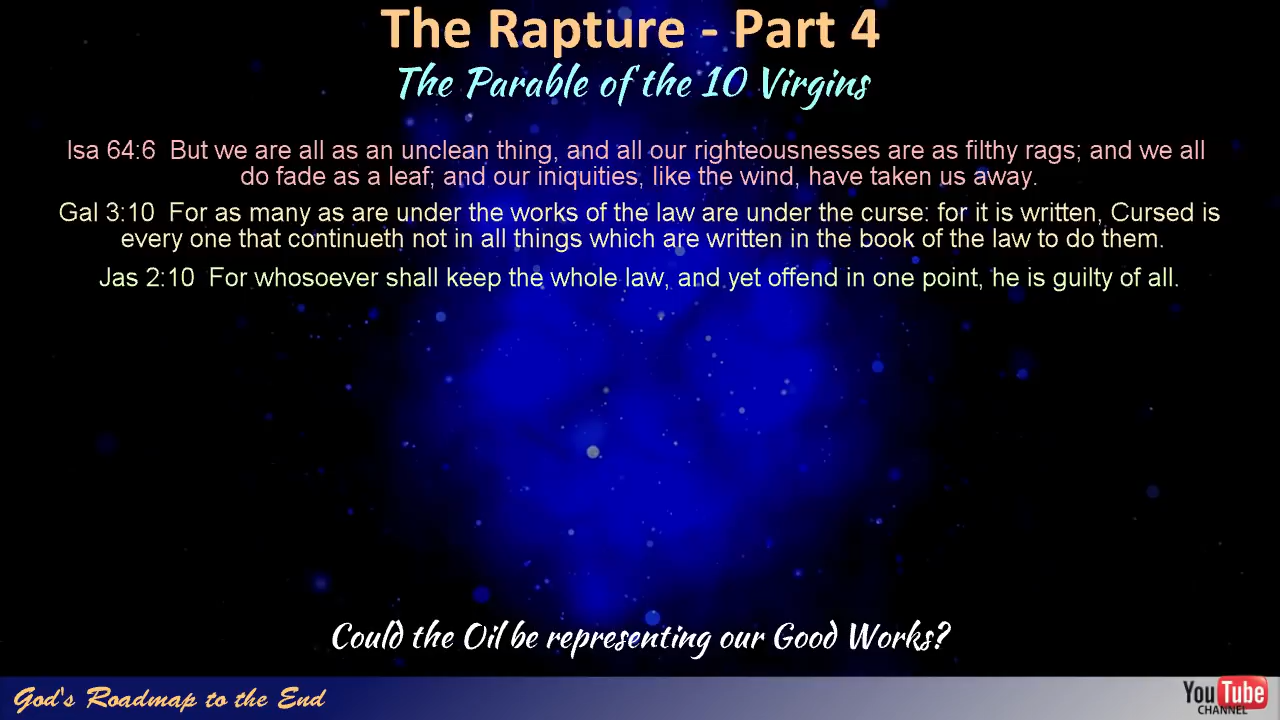 The Rapture - Part 4
The Parable of the 10 Virgins
Isa 64:6  But we are all as an unclean thing, and all our righteousnesses are as filthy rags; and we all
do fade as a leaf; and our iniquities, like the wind, have taken us away.
Gal 3:10  For as many as are under the works of the law are under the curse: for it is written, Cursed is
every one that continueth not in all things which are written in the book of the law to do them.
Jas 2:10  For whosoever shall keep the whole law, and yet offend in one point, he is guilty of all.
Could the Oil be representing our Good Works?
God's Roadmap to the End
YouTube
CHANNEL